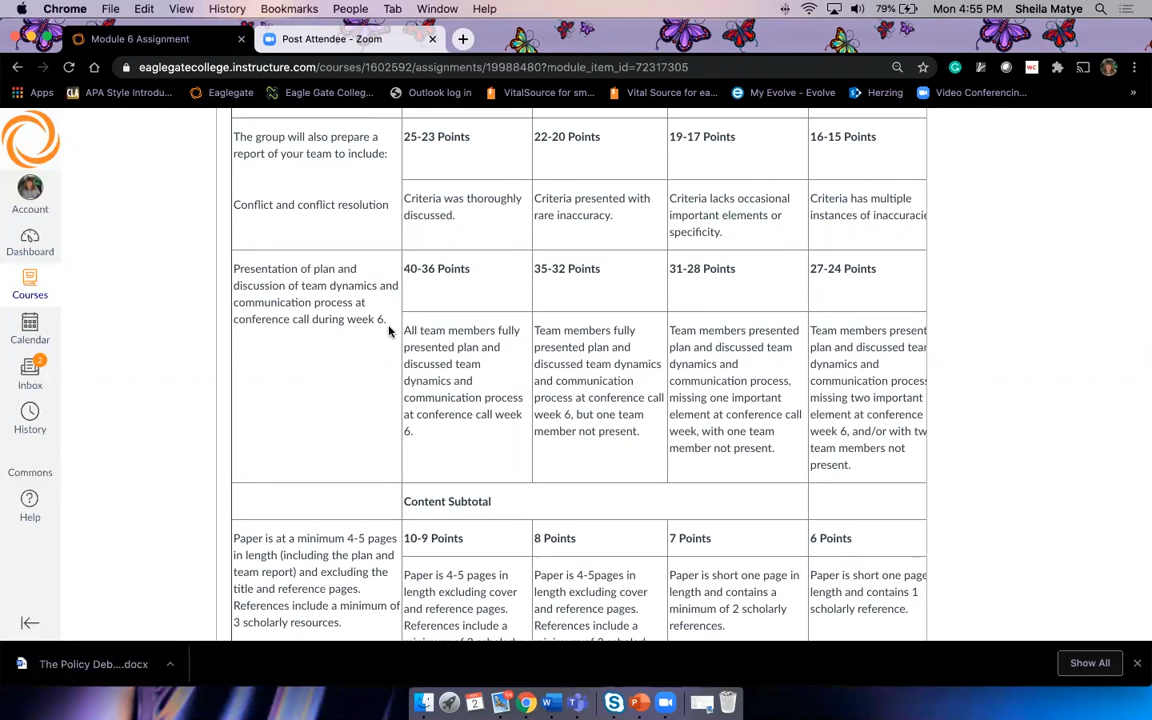 Chrome File Edit View History Bookmarks People Tab Window Help 79% Mon 4:55 PM Sheila Matye
Module 6 Assignment Post Attendee - Zoom
eaglegatecollege.instructure.com/courses/1602592/assignments/19988480?module_item_id=72317305
Apps APA Style Introdu... Eaglegate Eagle Gate Colleg... Outlook log in VitalSource for sm... Vital Source for ea... My Evolve - Evolve Herzing Video Conferencin...
Account
Dashboard
Courses
Calendar
2
Inbox
History
Commons
Help
The group will also prepare a
report of your team to include:
Conflict and conflict resolution
25-23 Points
22-20 Points
19-17 Points
16-15 Points
Criteria was thoroughly
discussed.
Criteria presented with
rare inaccuracy.
Criteria lacks occasional
important elements or
specificity.
Criteria has multiple
instances of inaccuracie
Presentation of plan and
discussion of team dynamics and
communication process at
conference call during week 6.
40-36 Points
35-32 Points
31-28 Points
27-24 Points
All team members fully
presented plan and
discussed team
dynamics and
communication process
at conference call week
6.
Team members fully
presented plan and
discussed team dynamics
and communication
process at conference call
week 6, but one team
member not present.
Team members presented
plan and discussed team
dynamics and
communication process,
missing one important
element at conference call
week, with one team
member not present.
Team members present
plan and discussed tear
dynamics and
communication process
missing two important
element at conference
week 6, and/or with tw
team members not
present.
Content Subtotal
Paper is at a minimum 4-5 pages
in length (including the plan and
team report) and excluding the
title and reference pages.
References include a minimum of
3 scholarly resources.
10-9 Points
8 Points
7 Points
6 Points
Paper is 4-5 pages in
length excluding cover
and reference pages.
References include a
Paper is 4-5pages in
length excluding cover
and reference pages.
References include a
Paper is short one page in
length and contains a
minimum of 2 scholarly
references.
Paper is short one page
length and contains 1
scholarly reference.
The Policy Deb....docx
Show All